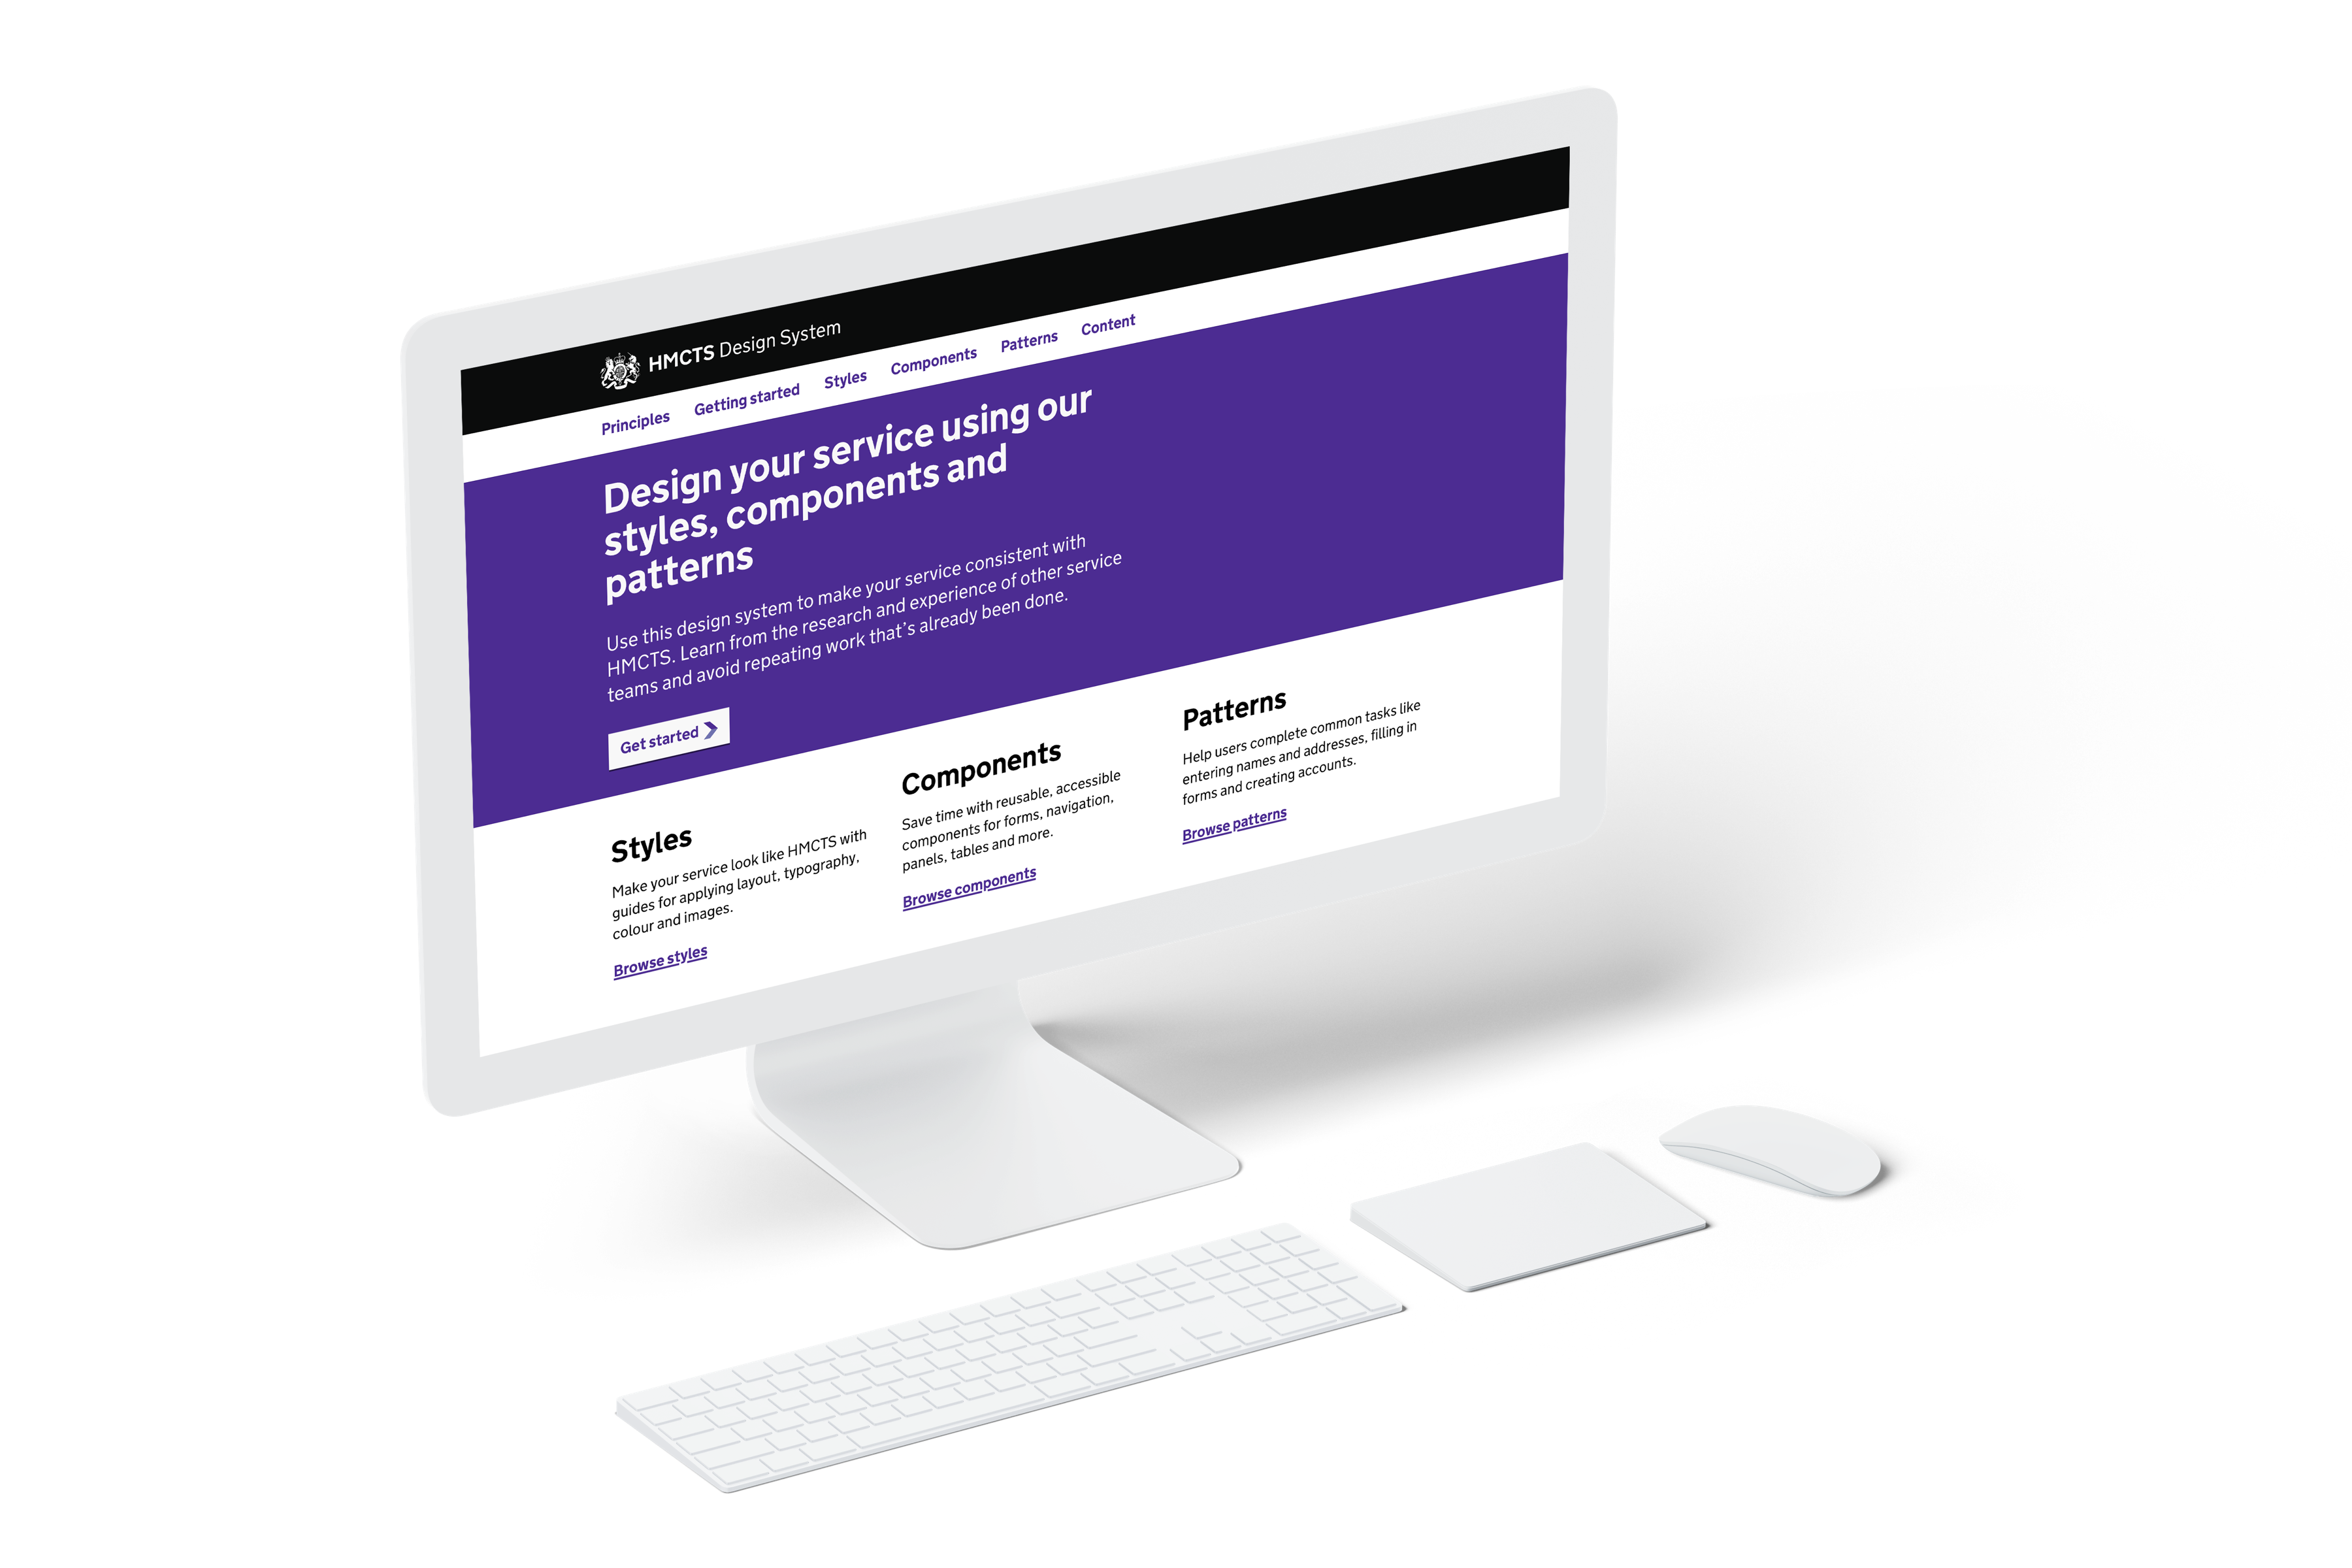 HMCTS Design System
Principles Getting started Styles Components Patterns Content
Design your service using our
styles, components and
patterns
Use this design system to make your service consistent with
HMCTS. Learn from the research and experience of other service
teams and avoid repeating work that’s already been done.
Get started
Styles
Make your service look like HMCTS with
guides for applying layout, typography,
colour and images.
Browse styles
Components
Save time with reusable, accessible
components for forms, navigation,
panels, tables and more.
Browse components
Patterns
Help users complete common tasks like
entering names and addresses, filling in
forms and creating accounts.
Browse patterns